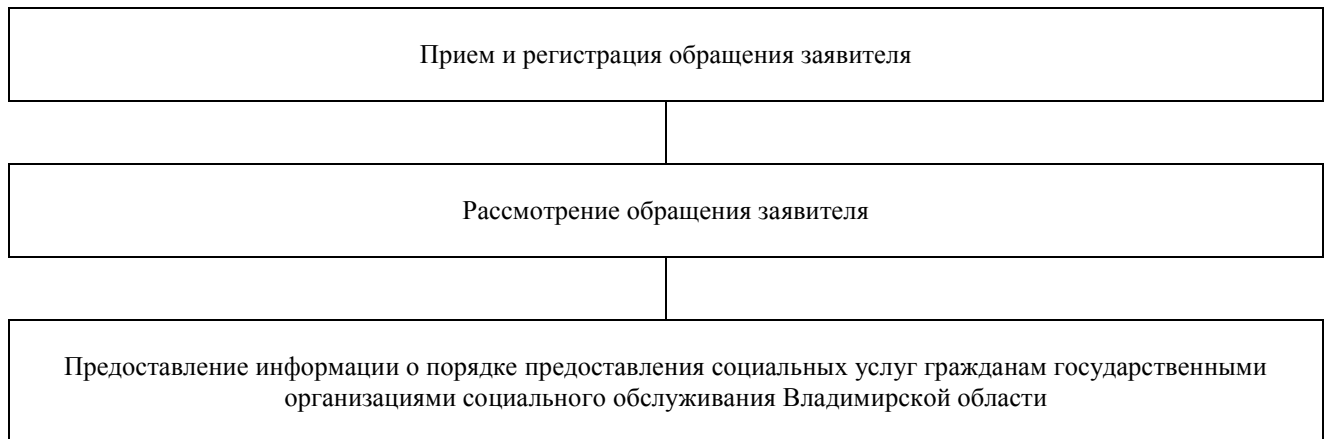 Прием и регистрация обращения заявителя
Рассмотрение обращения заявителя
Предоставление информации о порядке предоставления социальных услуг гражданам государственными
организациями социального обслуживания Владимирской области